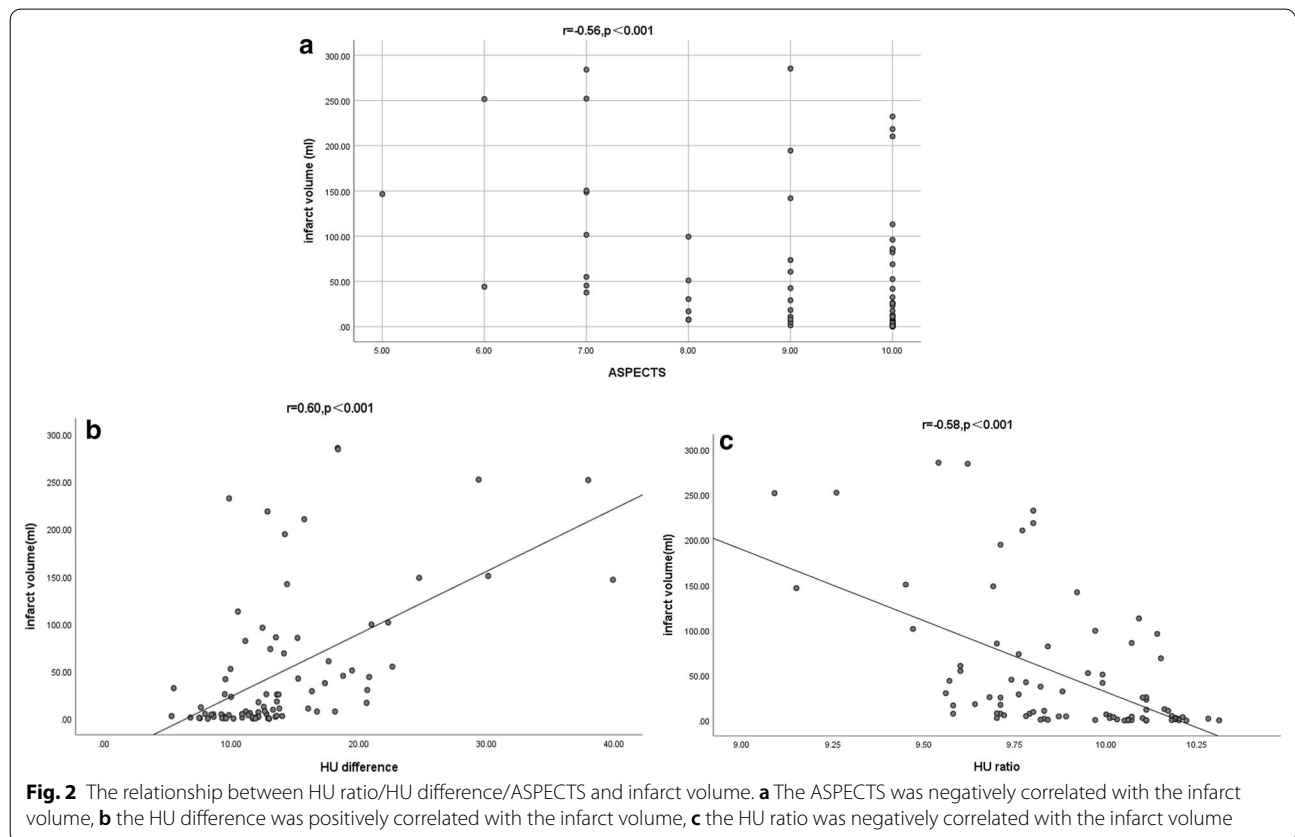 r=-0.56,p<0.001
a
300.00
250.00
200.00
150.00
100.00
50.00
.00
infarct volume (ml)
5.00 6.00 7.00 8.00 9.00 10.00
ASPECTS
r=0.60,p<0.001
b
300.00
250.00
200.00
150.00
100.00
50.00
.00
infarct volume(ml)
.00 10.00 20.00 30.00 40.00
HU difference
r=-0.58,p<0.001
c
300.00
250.00
200.00
150.00
100.00
50.00
.00
infarct volume(ml)
9.00 9.25 9.50 9.75 10.00 10.25
HU ratio
Fig. 2 The relationship between HU ratio/HU difference/ASPECTS and infarct volume. a The ASPECTS was negatively correlated with the infarct
volume, b the HU difference was positively correlated with the infarct volume, c the HU ratio was negatively correlated with the infarct volume